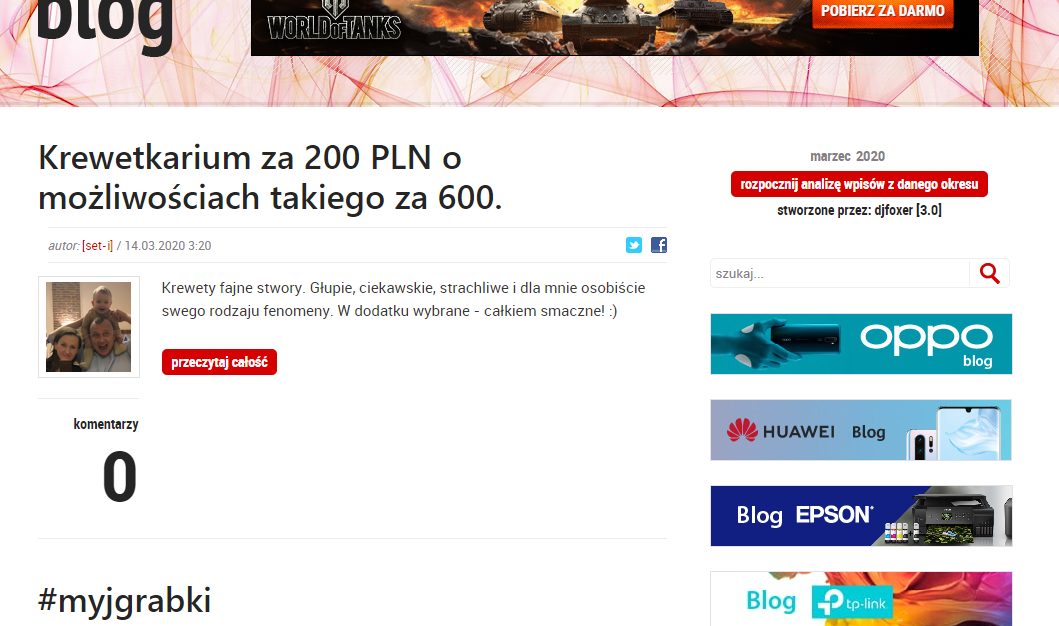 blog
WORLD OF TANKS
POBIERZ ZA DARMO
Krewetkarium za 200 PLN o
możliwościach takiego za 600.
autor: [set-i] / 14.03.2020 3:20
Krewety fajne stwory. Głupie, ciekawskie, strachliwe i dla mnie osobiście
swego rodzaju fenomeny. W dodatku wybrane - całkiem smaczne! :)
przeczytaj całość
komentarzy
0
#myjgrabki
marzec 2020
rozpocznij analizę wpisów z danego okresu
stworzone przez: djfoxer [3.0]
szukaj...
oppo
blog
HUAWEI Blog
Blog EPSON®
Blog tp-link